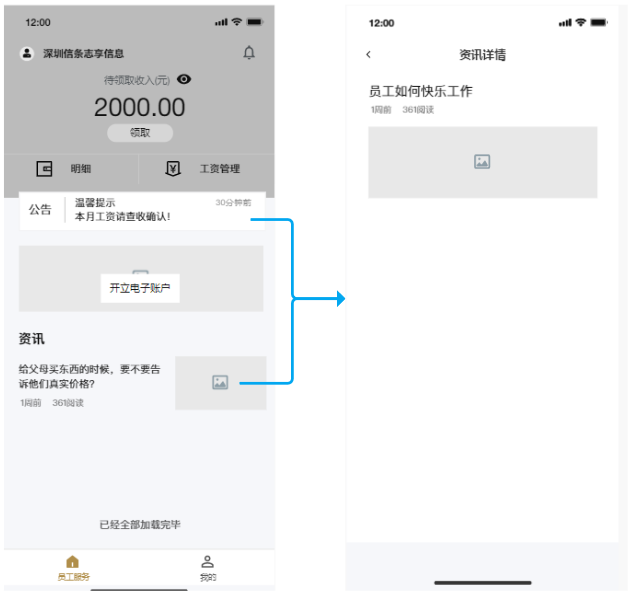 12:00
深圳信条志享信息
待领取收入(元)
2000.00
领取
明细
工资管理
公告
温馨提示
30分钟前
本月工资请查收确认!
开立电子账户
资讯
给父母买东西的时候，要不要告
诉他们真实价格?
1周前 361阅读
已经全部加载完毕
员工服务
我的
12:00
资讯详情
员工如何快乐工作
1周前 361阅读